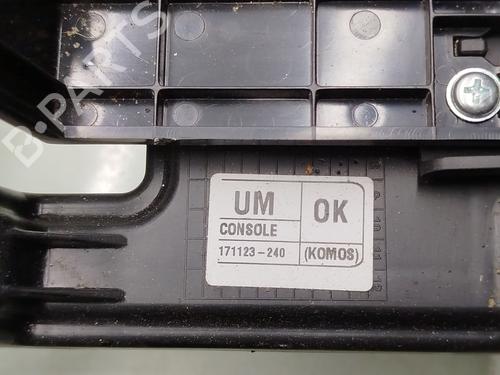 B-PARTS
UM
OK
CONSOLE
171123-240
(KOMOS)